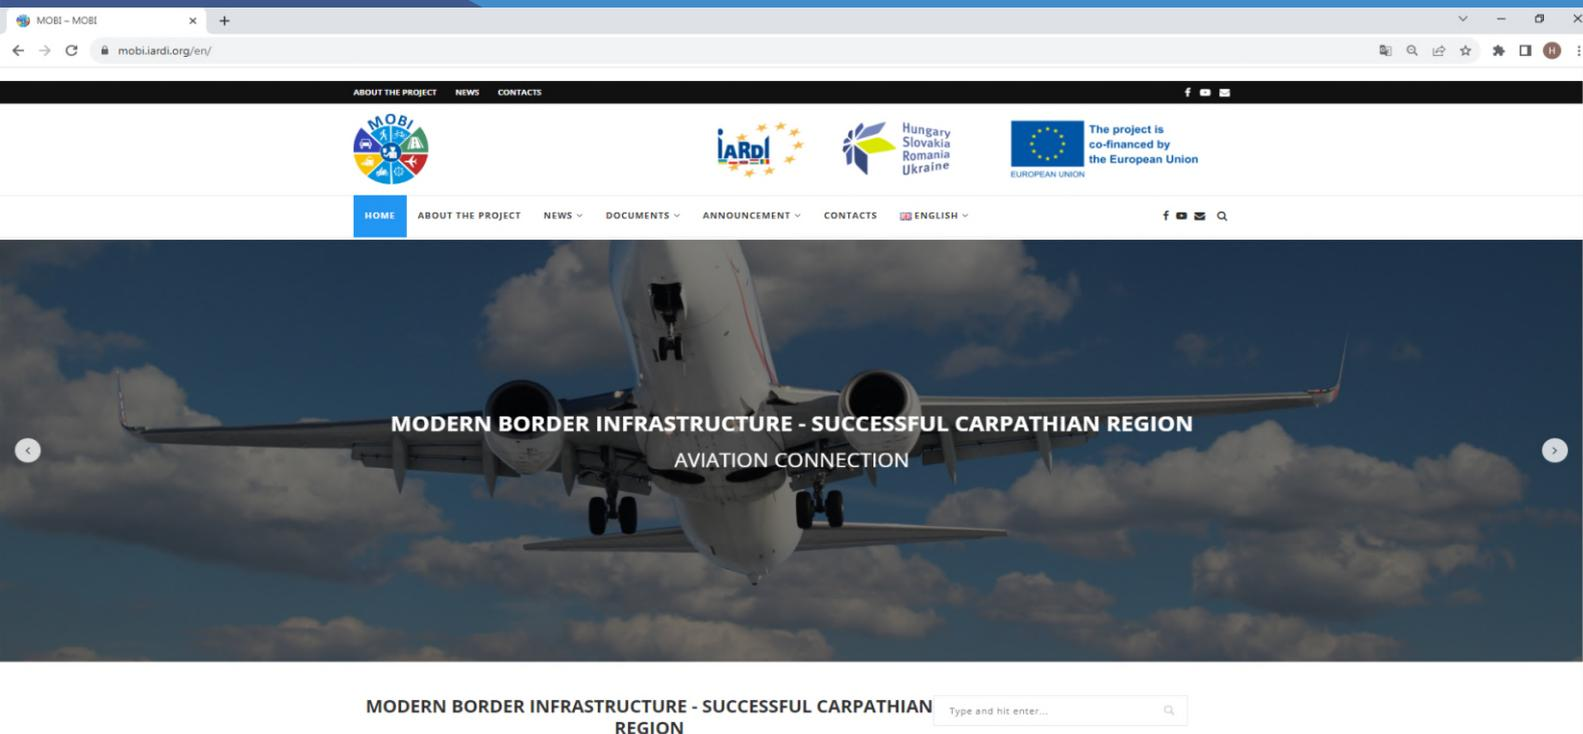 MOBI – MOBI
mobi.iardi.org/en/
H
ABOUT THE PROJECT NEWS CONTACTS
MOBI
iARDI
Hungary
Slovakia
Romania
Ukraine
EUROPEAN UNION
The project is
co-financed by
the European Union
HOME ABOUT THE PROJECT NEWS DOCUMENTS ANNOUNCEMENT CONTACTS ENGLISH
MODERN BORDER INFRASTRUCTURE - SUCCESSFUL CARPATHIAN REGION
AVIATION CONNECTION
MODERN BORDER INFRASTRUCTURE - SUCCESSFUL CARPATHIAN
REGION
Type and hit enter...